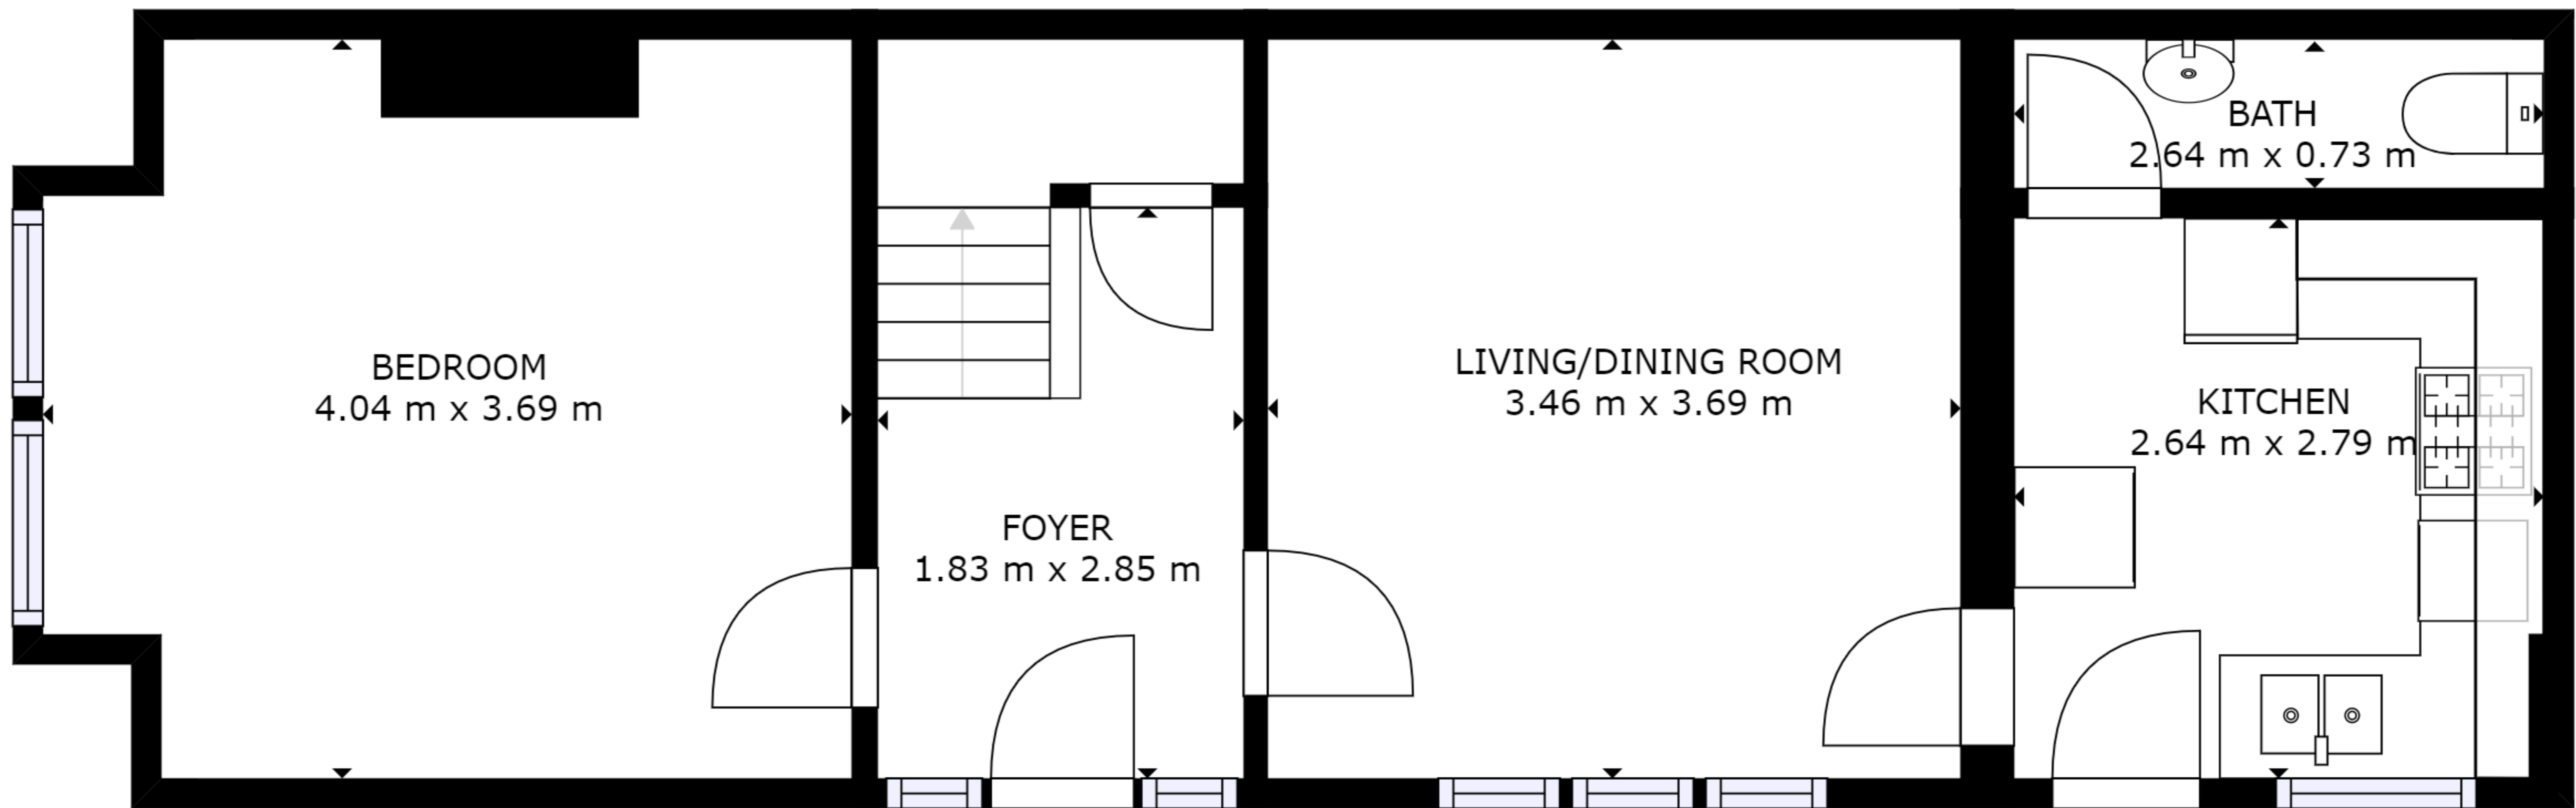 BEDROOM
4.04 m x 3.69 m
FOYER
1.83 m x 2.85 m
LIVING/DINING ROOM
3.46 m x 3.69 m
BATH
2.64 m x 0.73 m
KITCHEN
2.64 m x 2.79 m